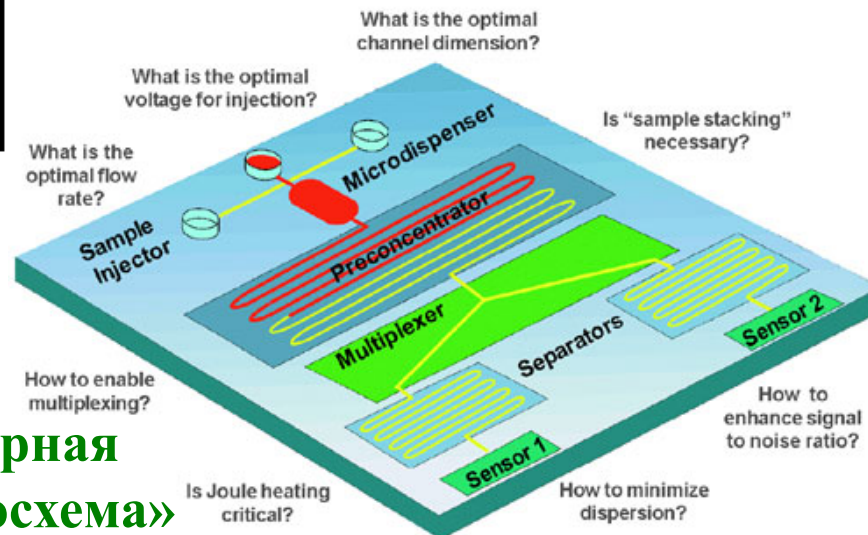 What is the optimal
channel dimension?
What is the optimal
voltage for injection?
Is “sample stacking”
necessary?
What is the
optimal flow
rate?
Microdispenser
Sample
Injector
Preconcentrator
Multiplexer
Separators
Sensor 2
Sensor 1
How to enable
multiplexing?
How to
enhance signal
to noise ratio?
рная
осхема»
Is Joule heating
critical?
How to minimize
dispersion?